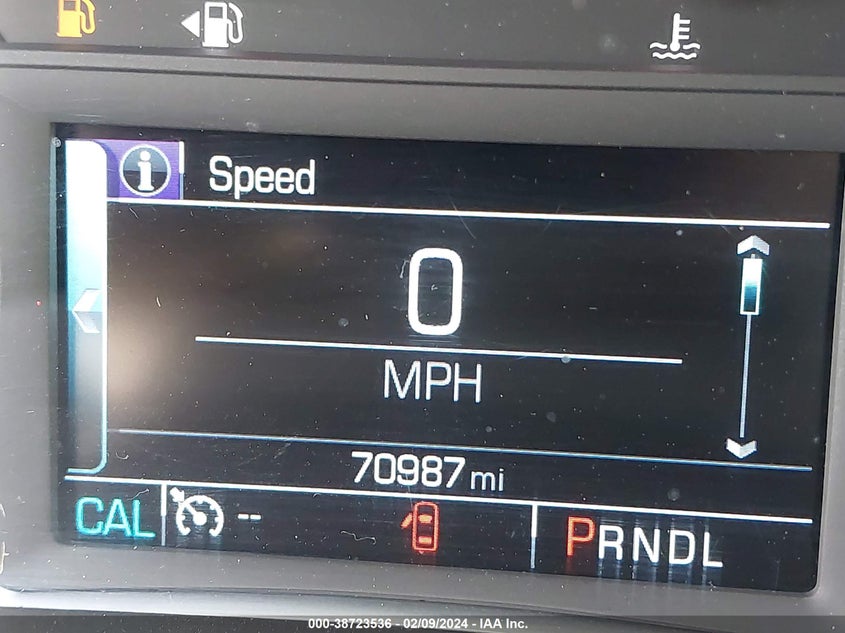 Speed
0
MPH
70987 mi
CAL
--
PRNDL
000-38723536 - 02/09/2024 - IAA Inc.